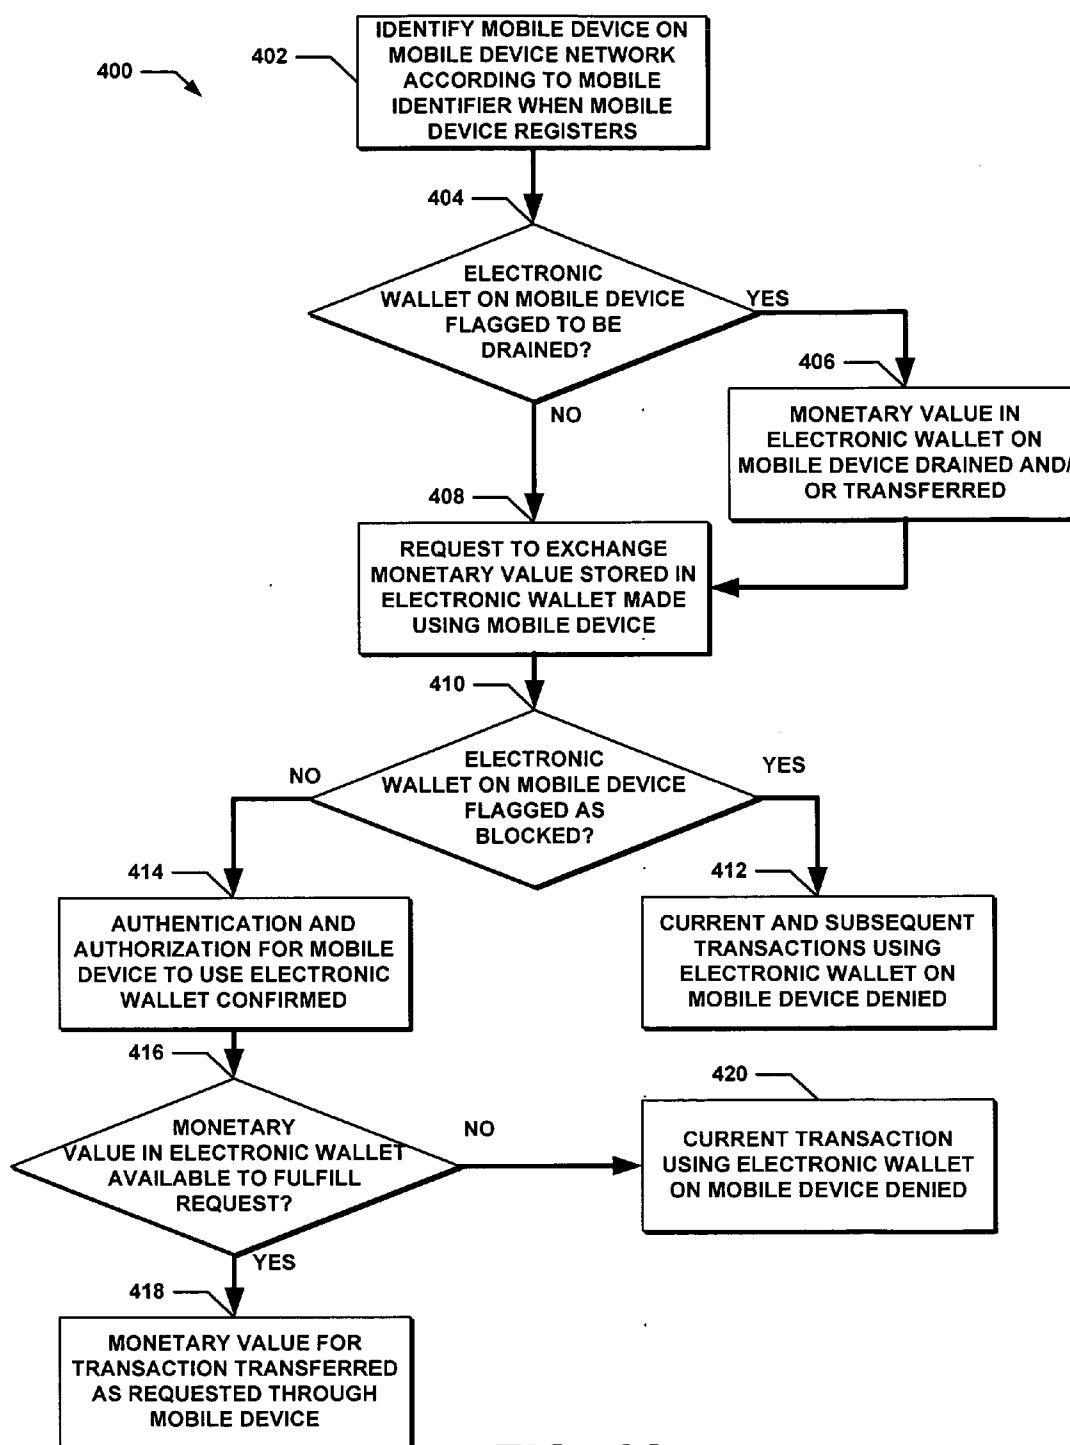 IDENTIFY MOBILE DEVICE ON
MOBILE DEVICE NETWORK
ACCORDING TO MOBILE
IDENTIFIER WHEN MOBILE
DEVICE REGISTERS
402
400
404
ELECTRONIC
WALLET ON MOBILE DEVICE
FLAGGED TO BE
DRAINED?
YES
NO
406
MONETARY VALUE IN
ELECTRONIC WALLET ON
MOBILE DEVICE DRAINED AND/
OR TRANSFERRED
408
REQUEST TO EXCHANGE
MONETARY VALUE STORED IN
ELECTRONIC WALLET MADE
USING MOBILE DEVICE
410
ELECTRONIC
WALLET ON MOBILE DEVICE
FLAGGED AS
BLOCKED?
NO
YES
414
AUTHENTICATION AND
AUTHORIZATION FOR MOBILE
DEVICE TO USE ELECTRONIC
WALLET CONFIRMED
412
CURRENT AND SUBSEQUENT
TRANSACTIONS USING
ELECTRONIC WALLET ON
MOBILE DEVICE DENIED
416
MONETARY
VALUE IN ELECTRONIC WALLET
AVAILABLE TO FULFILL
REQUEST?
NO
YES
420
CURRENT TRANSACTION
USING ELECTRONIC WALLET
ON MOBILE DEVICE DENIED
418
MONETARY VALUE FOR
TRANSACTION TRANSFERRED
AS REQUESTED THROUGH
MOBILE DEVICE